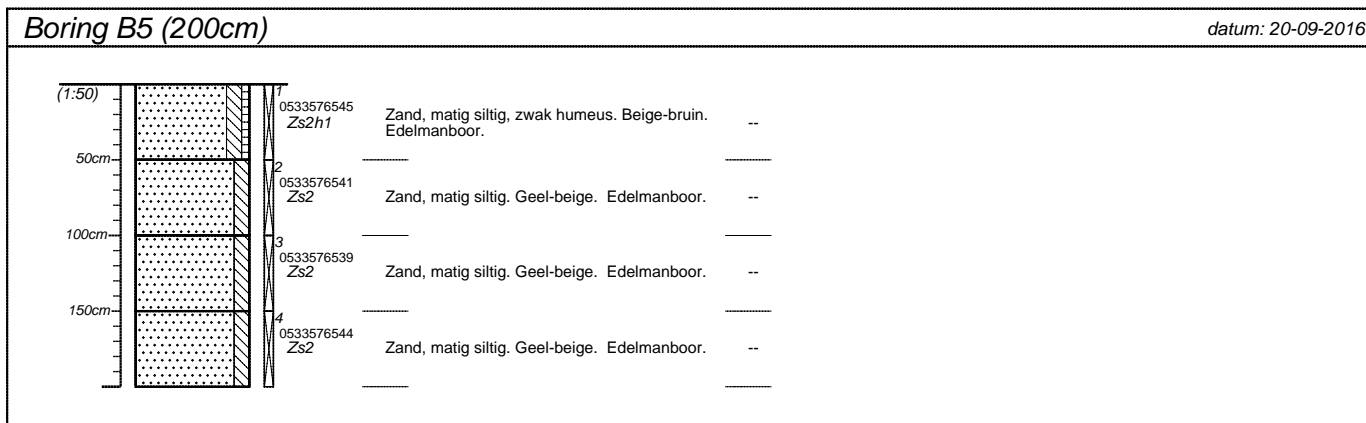 Boring B5 (200cm)
datum: 20-09-2016
(1:50)
1
0533576545
Zs2h1
Zand, matig siltig, zwak humeus. Beige-bruin.
Edelmanboor.
--
50cm
2
0533576541
Zs2
Zand, matig siltig. Geel-beige. Edelmanboor.
--
100cm
3
0533576539
Zs2
Zand, matig siltig. Geel-beige. Edelmanboor.
--
150cm
4
0533576544
Zs2
Zand, matig siltig. Geel-beige. Edelmanboor.
--